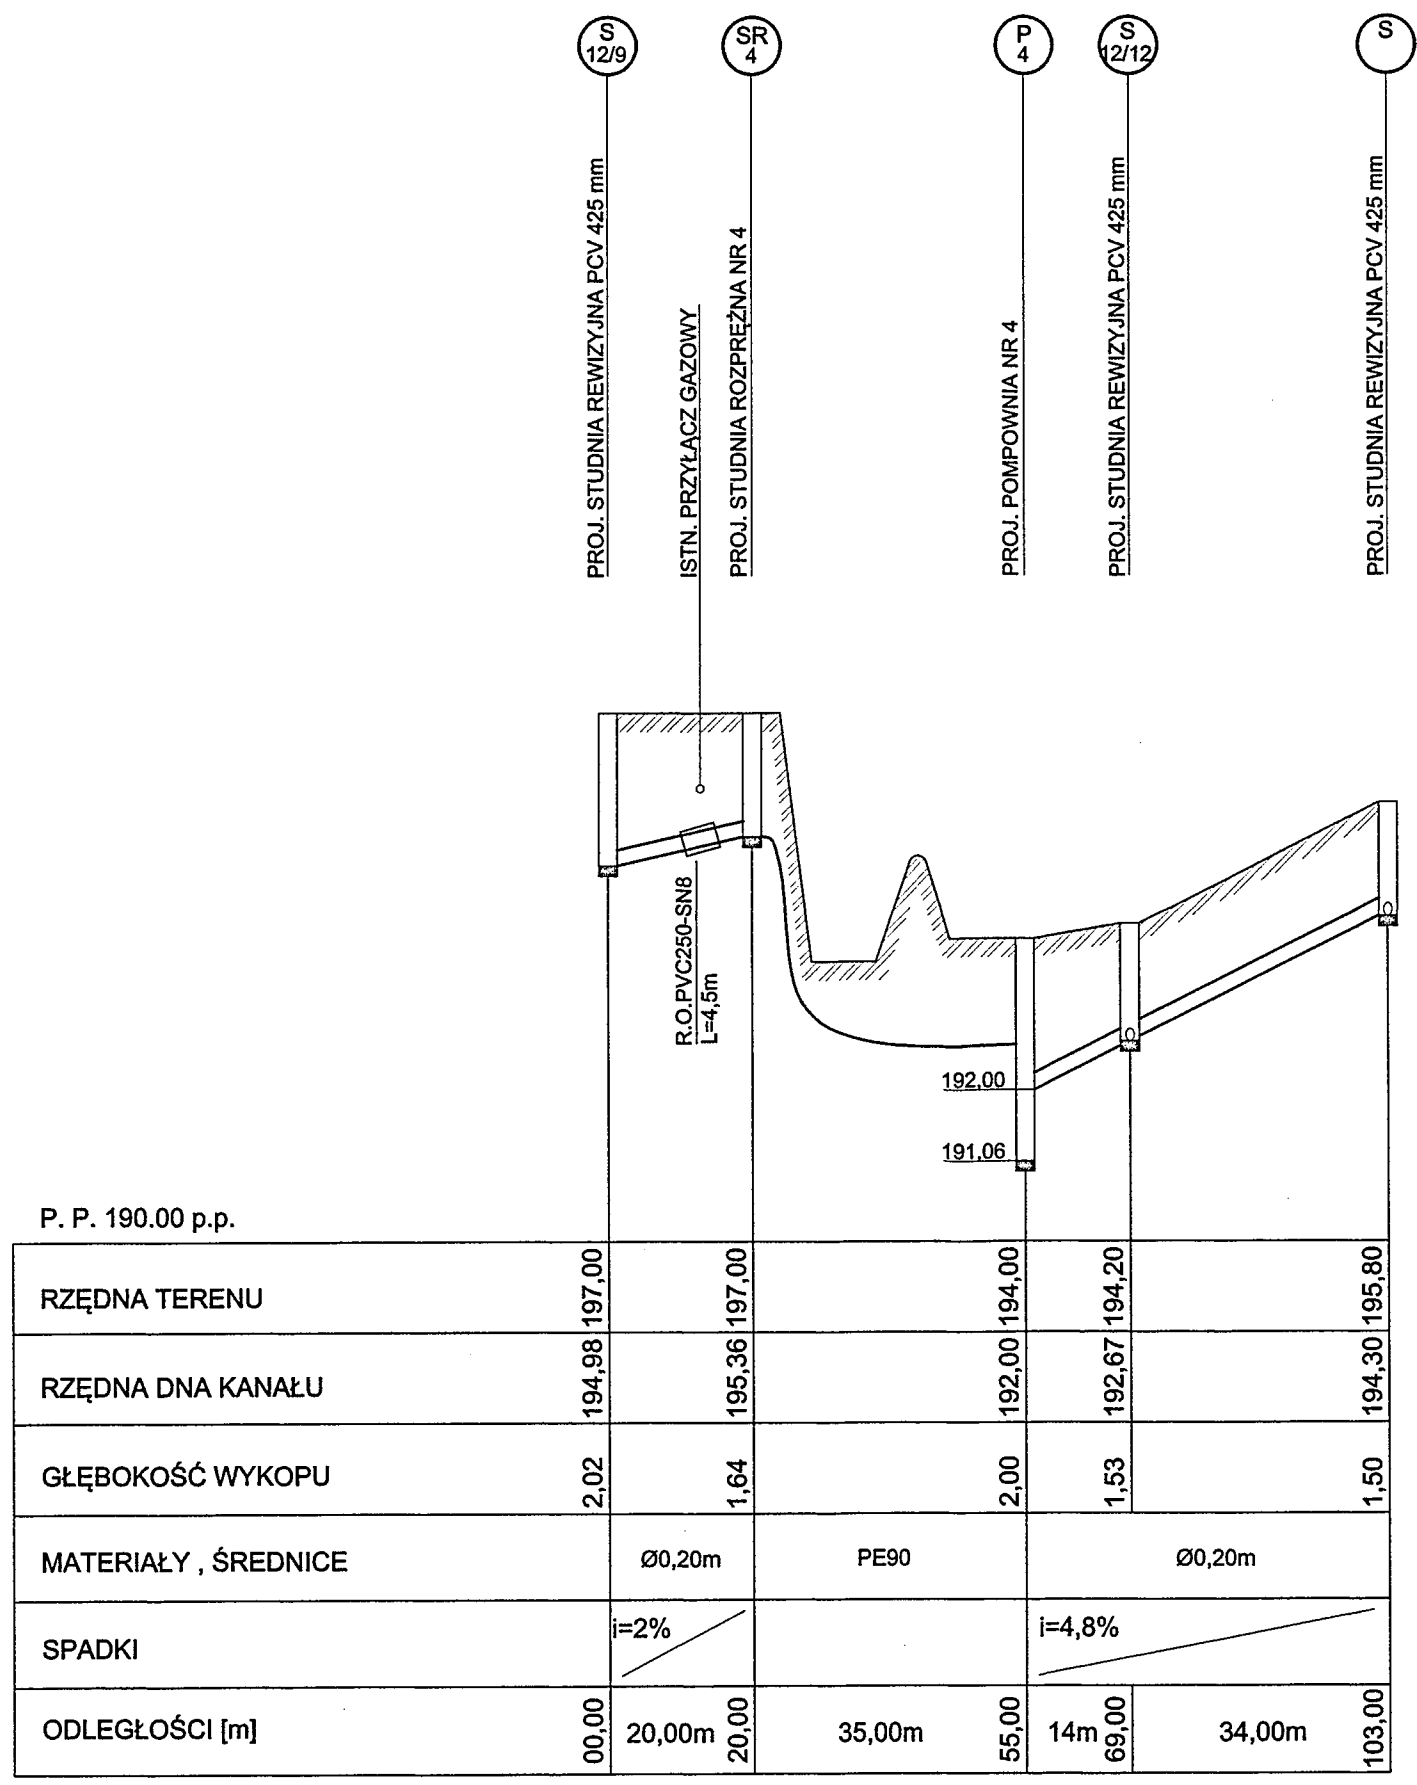 S
12/9
SR
4
P
4
S
12/12
S
PROJ. STUDNIA REWIZYJNA PCV 425 mm
ISTN. PRZYŁĄCZ GAZOWY
PROJ. STUDNIA ROZPRĘŻNA NR 4
PROJ. POMPOWNIA NR 4
PROJ. STUDNIA REWIZYJNA PCV 425 mm
PROJ. STUDNIA REWIZYJNA PCV 425 mm
R.O.PVC250-SN8
L=4,5m
192,00
191,06
P. P. 190.00 p.p.
RZĘDNA TERENU 197,00 197,00 194,00 194,20 195,80
RZĘDNA DNA KANAŁU 194,98 195,36 192,00 192,67 194,30
GŁĘBOKOŚĆ WYKOPU 2,02 1,64 2,00 1,53 1,50
MATERIAŁY , ŚREDNICE Ø0,20m PE90 Ø0,20m
SPADKI i=2% i=4,8%
ODLEGŁOŚCI [m] 00,00 20,00m 20,00 35,00m 55,00 14m 69,00 34,00m 103,00